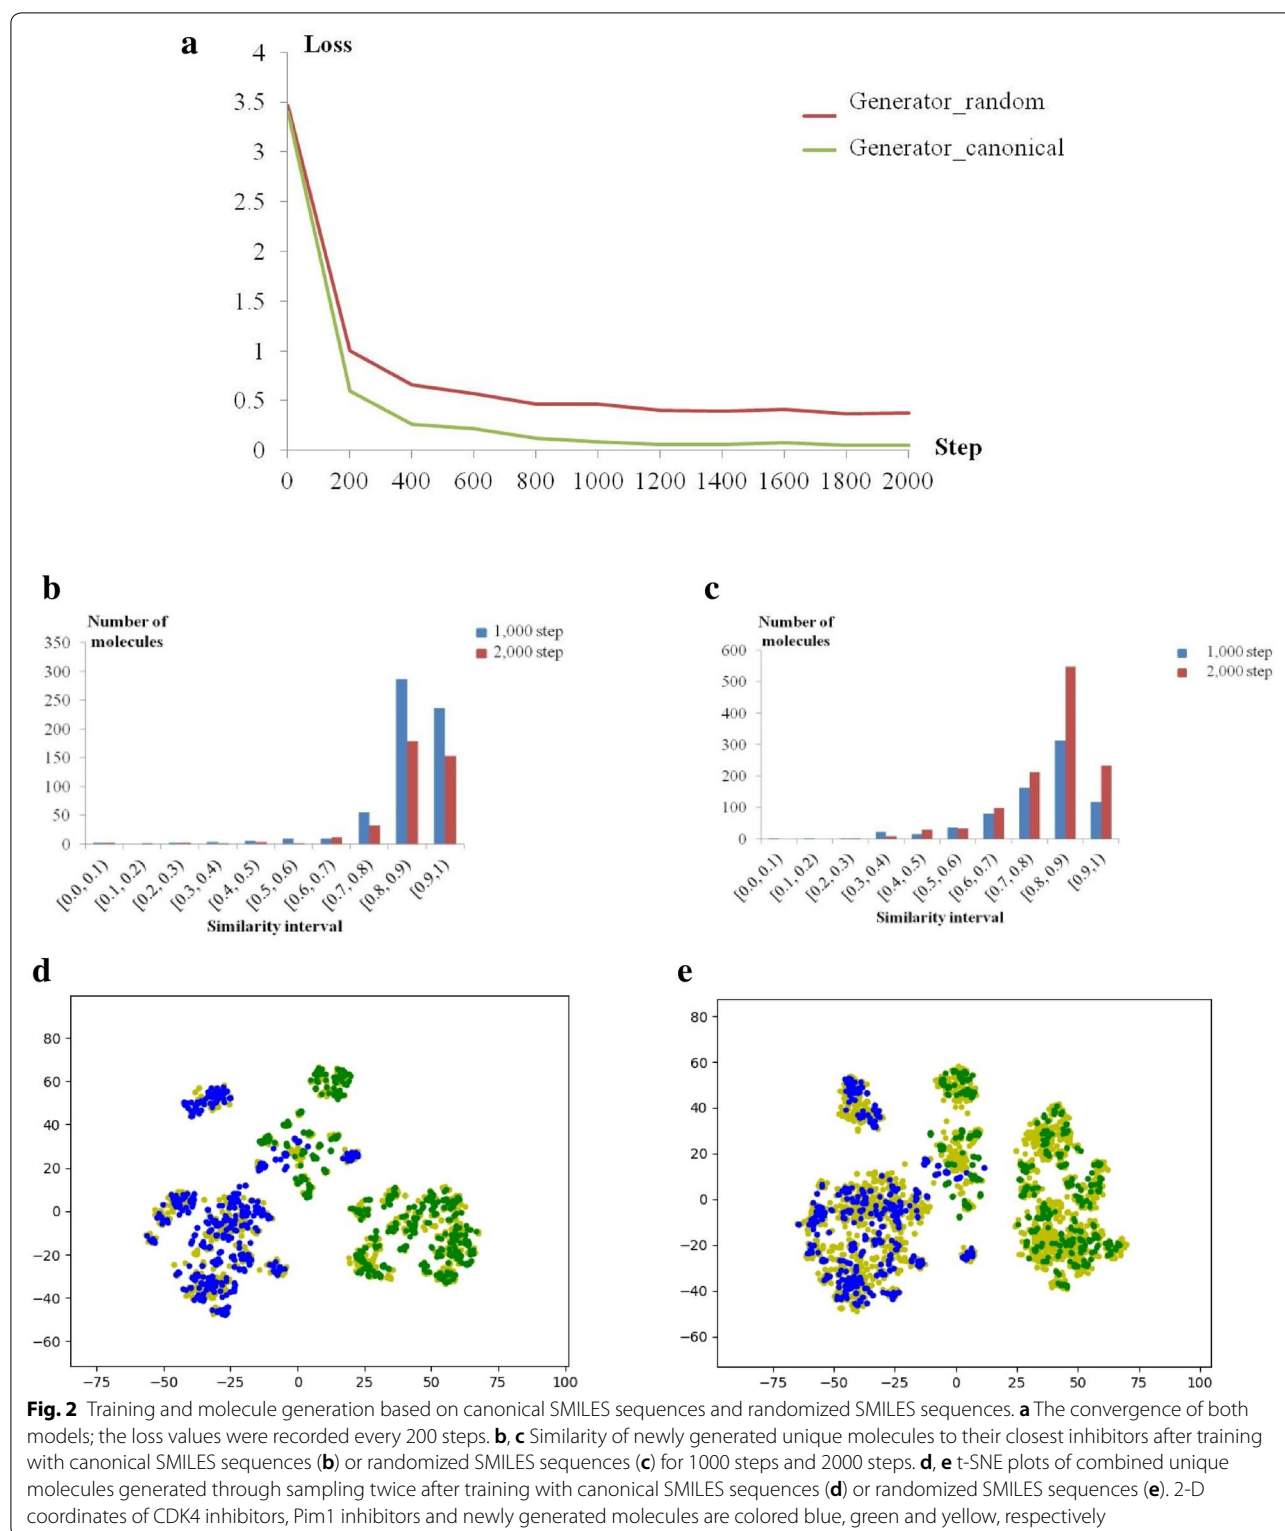 a
Loss
4
3.5
3
2.5
2
1.5
1
0.5
0
Generator_random
Generator_canonical
Step
0 200 400 600 800 1000 1200 1400 1600 1800 2000
b
Number of
molecules
350
300
250
200
150
100
50
0
1,000 step
2,000 step
[0.0, 0.1) [0.1, 0.2) [0.2, 0.3) [0.3, 0.4) [0.4, 0.5) [0.5, 0.6) [0.6, 0.7) [0.7, 0.8) [0.8, 0.9) [0.9,1)
Similarity interval
c
Number of
molecules
600
500
400
300
200
100
0
1,000 step
2,000 step
[0.0, 0.1) [0.1, 0.2) [0.2, 0.3) [0.3, 0.4) [0.4, 0.5) [0.5, 0.6) [0.6, 0.7) [0.7, 0.8) [0.8, 0.9) [0.9,1)
Similarity interval
d
80
60
40
20
0
−20
−40
−60
−75 −50 −25 0 25 50 75 100
e
80
60
40
20
0
−20
−40
−60
−75 −50 −25 0 25 50 75 100
Fig. 2 Training and molecule generation based on canonical SMILES sequences and randomized SMILES sequences. a The convergence of both
models; the loss values were recorded every 200 steps. b, c Similarity of newly generated unique molecules to their closest inhibitors after training
with canonical SMILES sequences (b) or randomized SMILES sequences (c) for 1000 steps and 2000 steps. d, e t-SNE plots of combined unique
molecules generated through sampling twice after training with canonical SMILES sequences (d) or randomized SMILES sequences (e). 2-D
coordinates of CDK4 inhibitors, Pim1 inhibitors and newly generated molecules are colored blue, green and yellow, respectively